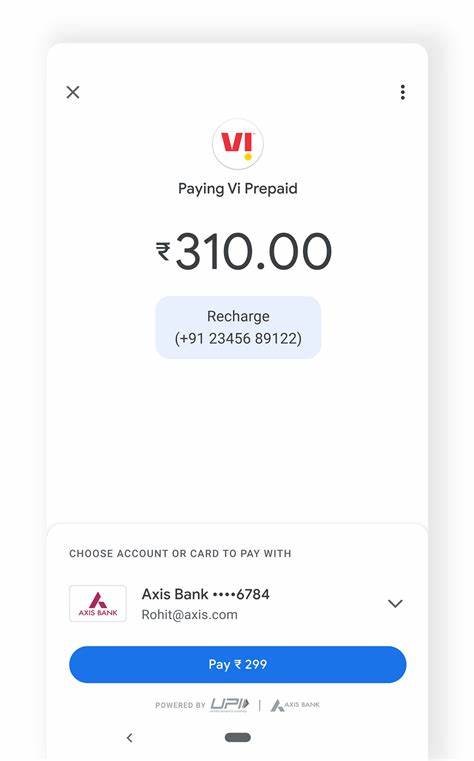 VI
Paying Vi Prepaid
₹310.00
Recharge
(+91 23456 89122)
CHOOSE ACCOUNT OR CARD TO PAY WITH
AXIS BANK
Axis Bank ••••6784
Rohit@axis.com
Pay ₹ 299
POWERED BY UPI | AXIS BANK